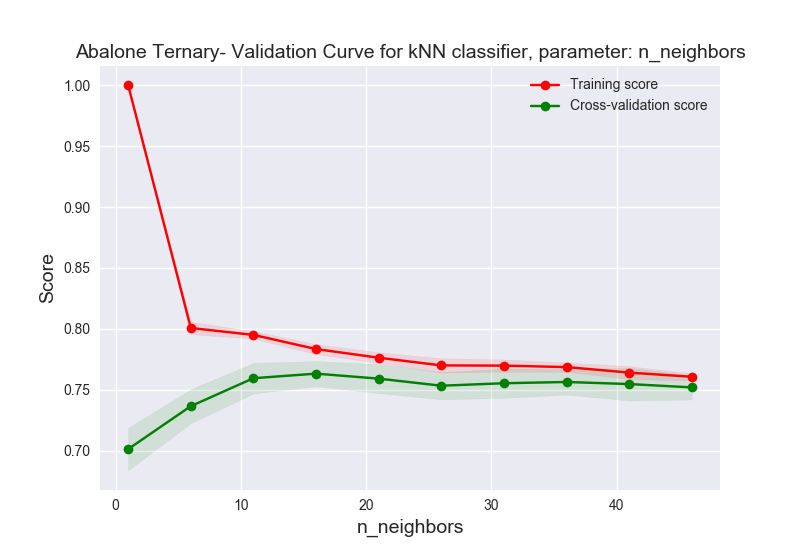 Abalone Ternary- Validation Curve for kNN classifier, parameter: n_neighbors
Training score
Cross-validation score
1.00
0.95
0.90
0.85
0.80
0.75
0.70
Score
0
10
20
30
40
n_neighbors